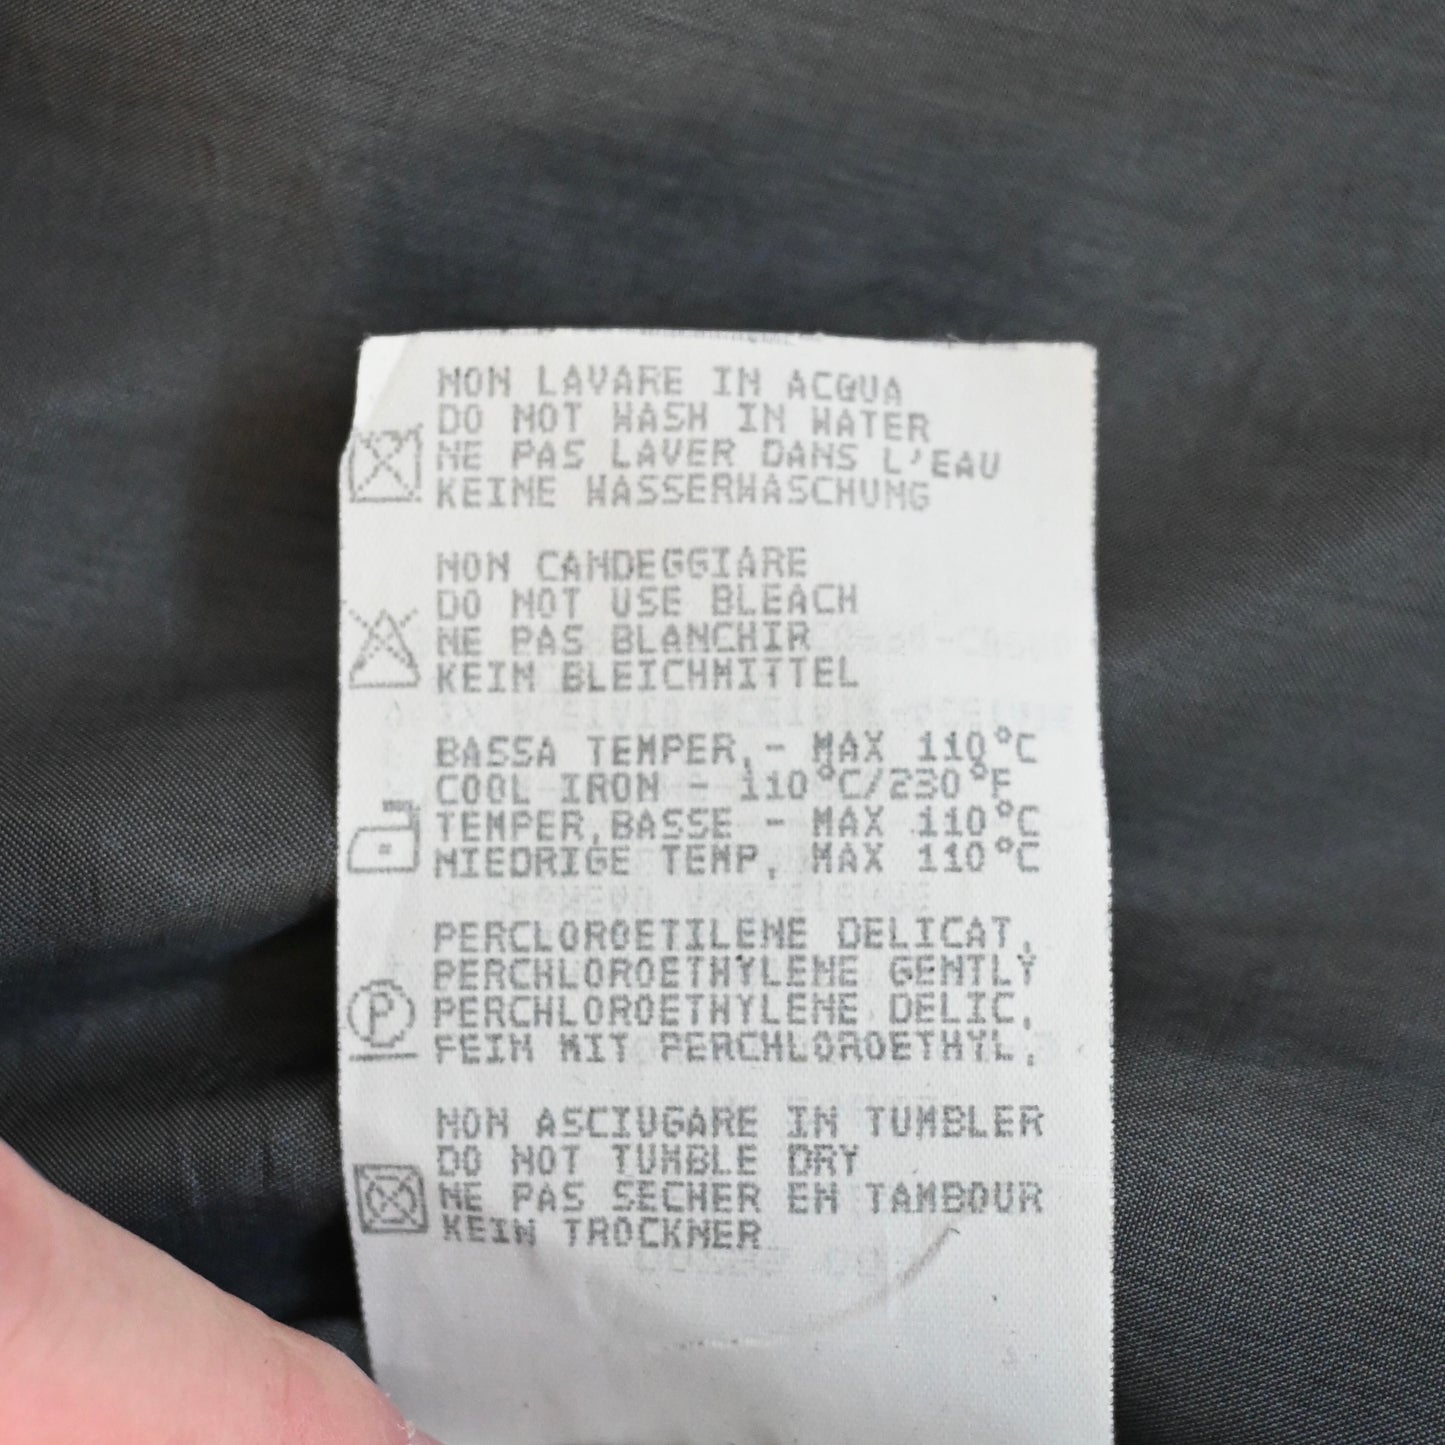 NON LAVARE IN ACQUA
DO NOT WASH IN WATER
NE PAS LAVER DANS L'EAU
KEINE WASSERWASCHUNG
NON CANDEGGIARE
DO NOT USE BLEACH
NE PAS BLANCHIR
KEIN BLEICHMITTEL
BASSA TEMPER.- MAX 110°C
COOL IRON - 110°C/230°F
TEMPER.BASSE - MAX 110°C
NIEDRIGE TEMP. MAX 110°C
PERCLOROETILENE DELICAT.
PERCHLOROETHYLENE GENTLY
P PERCHLOROETHYLENE DELIC.
FEIN MIT PERCHLOROETHYL.
NON ASCIUGARE IN TUMBLER
DO NOT TUMBLE DRY
NE PAS SECHER EN TAMBOUR
KEIN TROCKNER